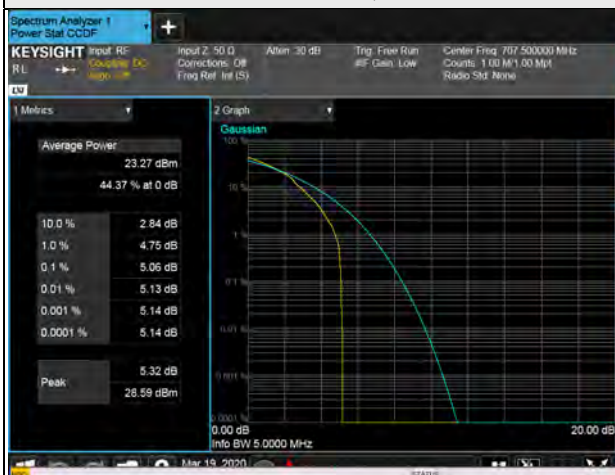 Spectrum Analyzer 1
Power Stat CCDF
+
KEYSIGHT
RL
Input: RF
Coupling: DC
Align: Off
Input Z: 50 Ω
Corrections: Off
Freq Ref: Int (S)
Atten: 30 dB
Trig: Free Run
#IF Gain: Low
Center Freq: 707.500000 MHz
Counts: 1.00 M/1.00 Mpt
Radio Std: None
1 Metrics
Average Power
23.27 dBm
44.37 % at 0 dB
10.0 % 2.84 dB
1.0 % 4.75 dB
0.1 % 5.06 dB
0.01 % 5.13 dB
0.001 % 5.14 dB
0.0001 % 5.14 dB
Peak 5.32 dB
28.59 dBm
2 Graph
Gaussian
100 %
10 %
1 %
0.1 %
0.01 %
0.001 %
0.0001 %
0.00 dB 20.00 dB
Info BW 5.0000 MHz
Mar 19, 2020
STATUS